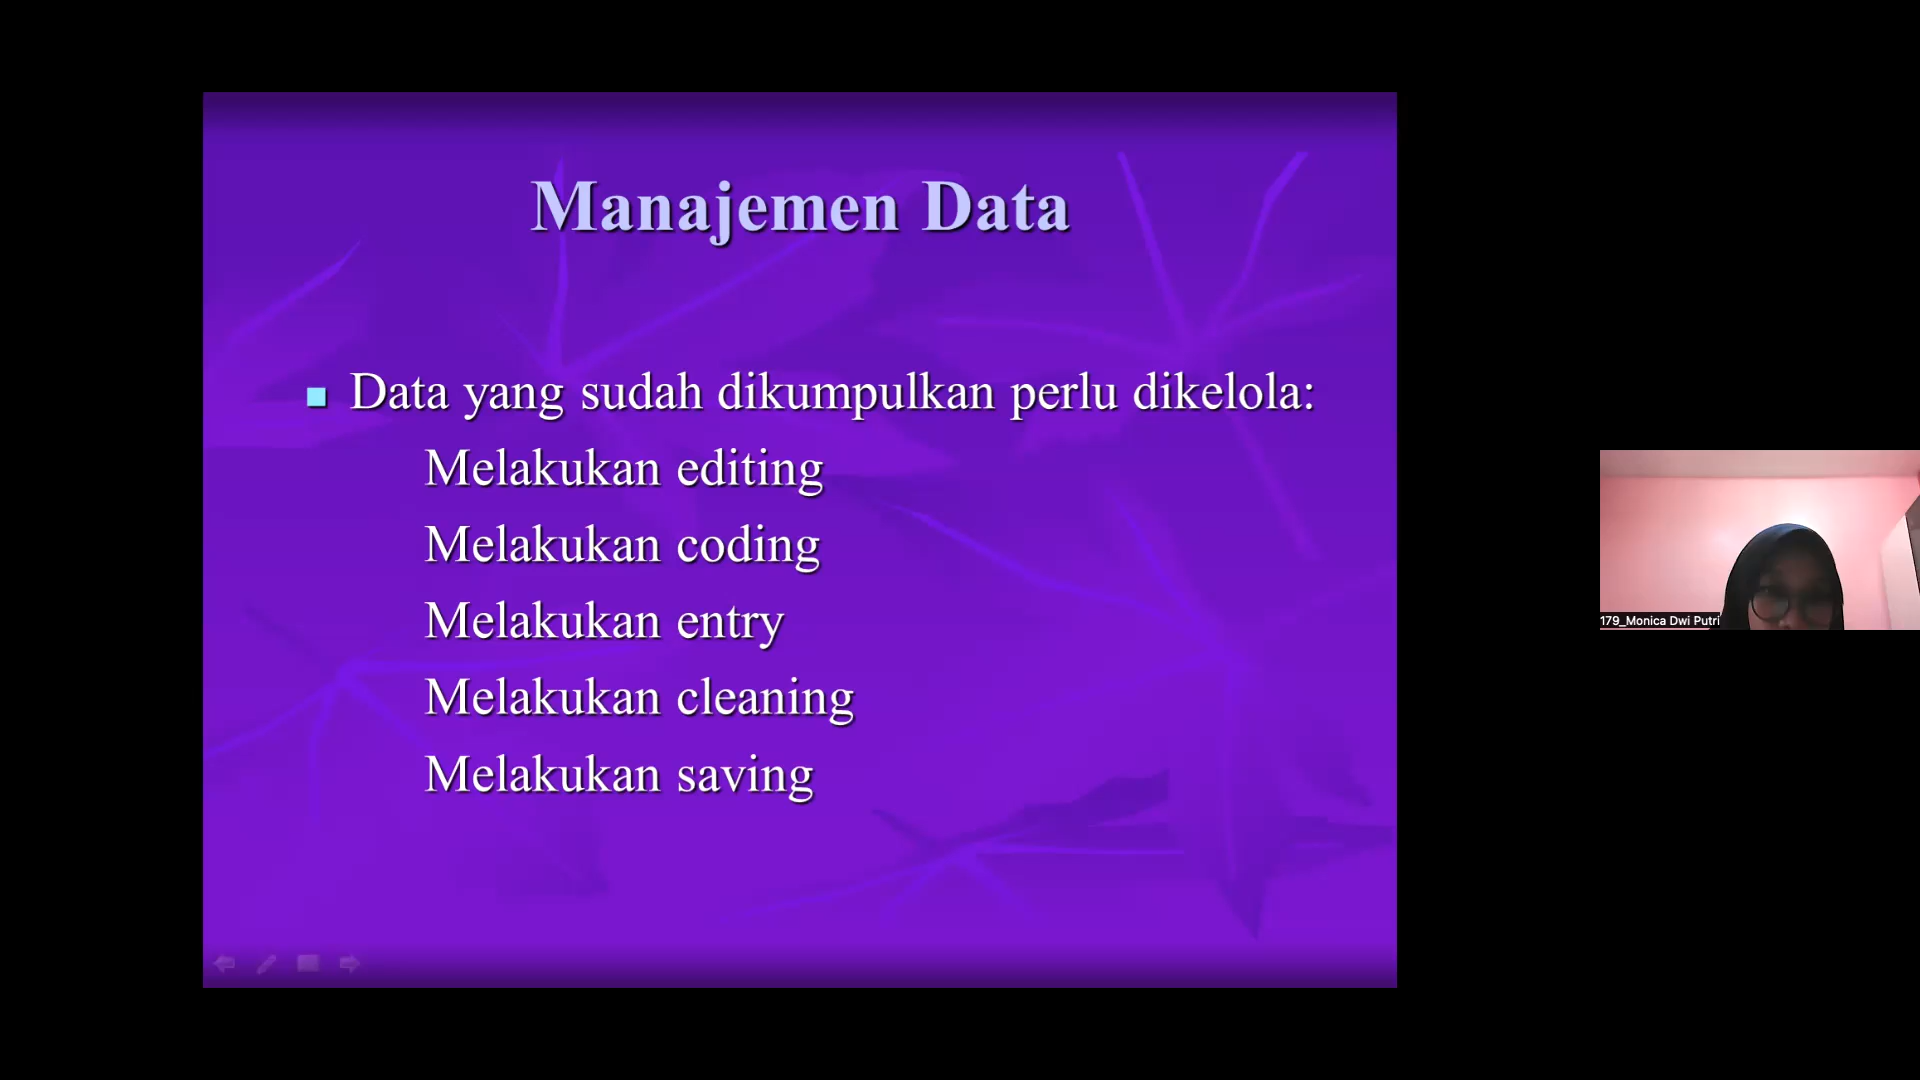 Manajemen Data
Data yang sudah dikumpulkan perlu dikelola:
Melakukan editing
Melakukan coding
Melakukan entry
Melakukan cleaning
Melakukan saving
179_Monica Dwi Putri